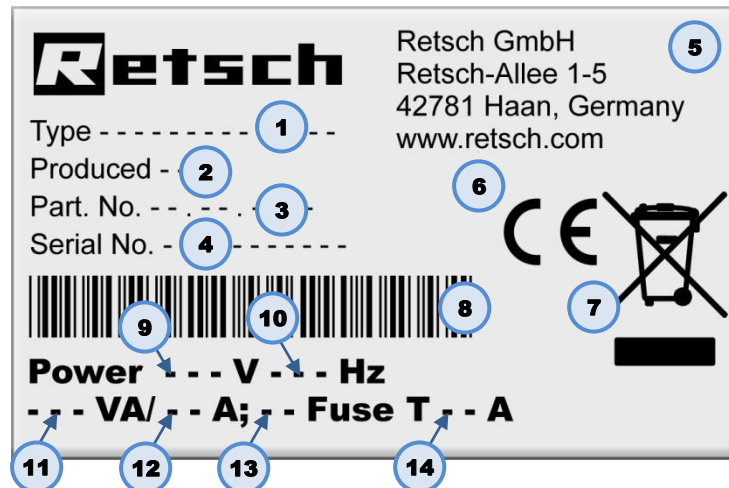 Retsch
Retsch GmbH
Retsch-Allee 1-5
42781 Haan, Germany
www.retsch.com
5
Type - - - - - - - - - 1 - -
Produced - 2
Part. No. - - . - - . - 3 -
Serial No. - 4 - - - - - - -
6
CE
7
8
9
10
Power - - - V - - - Hz
- - - VA/ - - A; - - Fuse T - - A
11
12
13
14